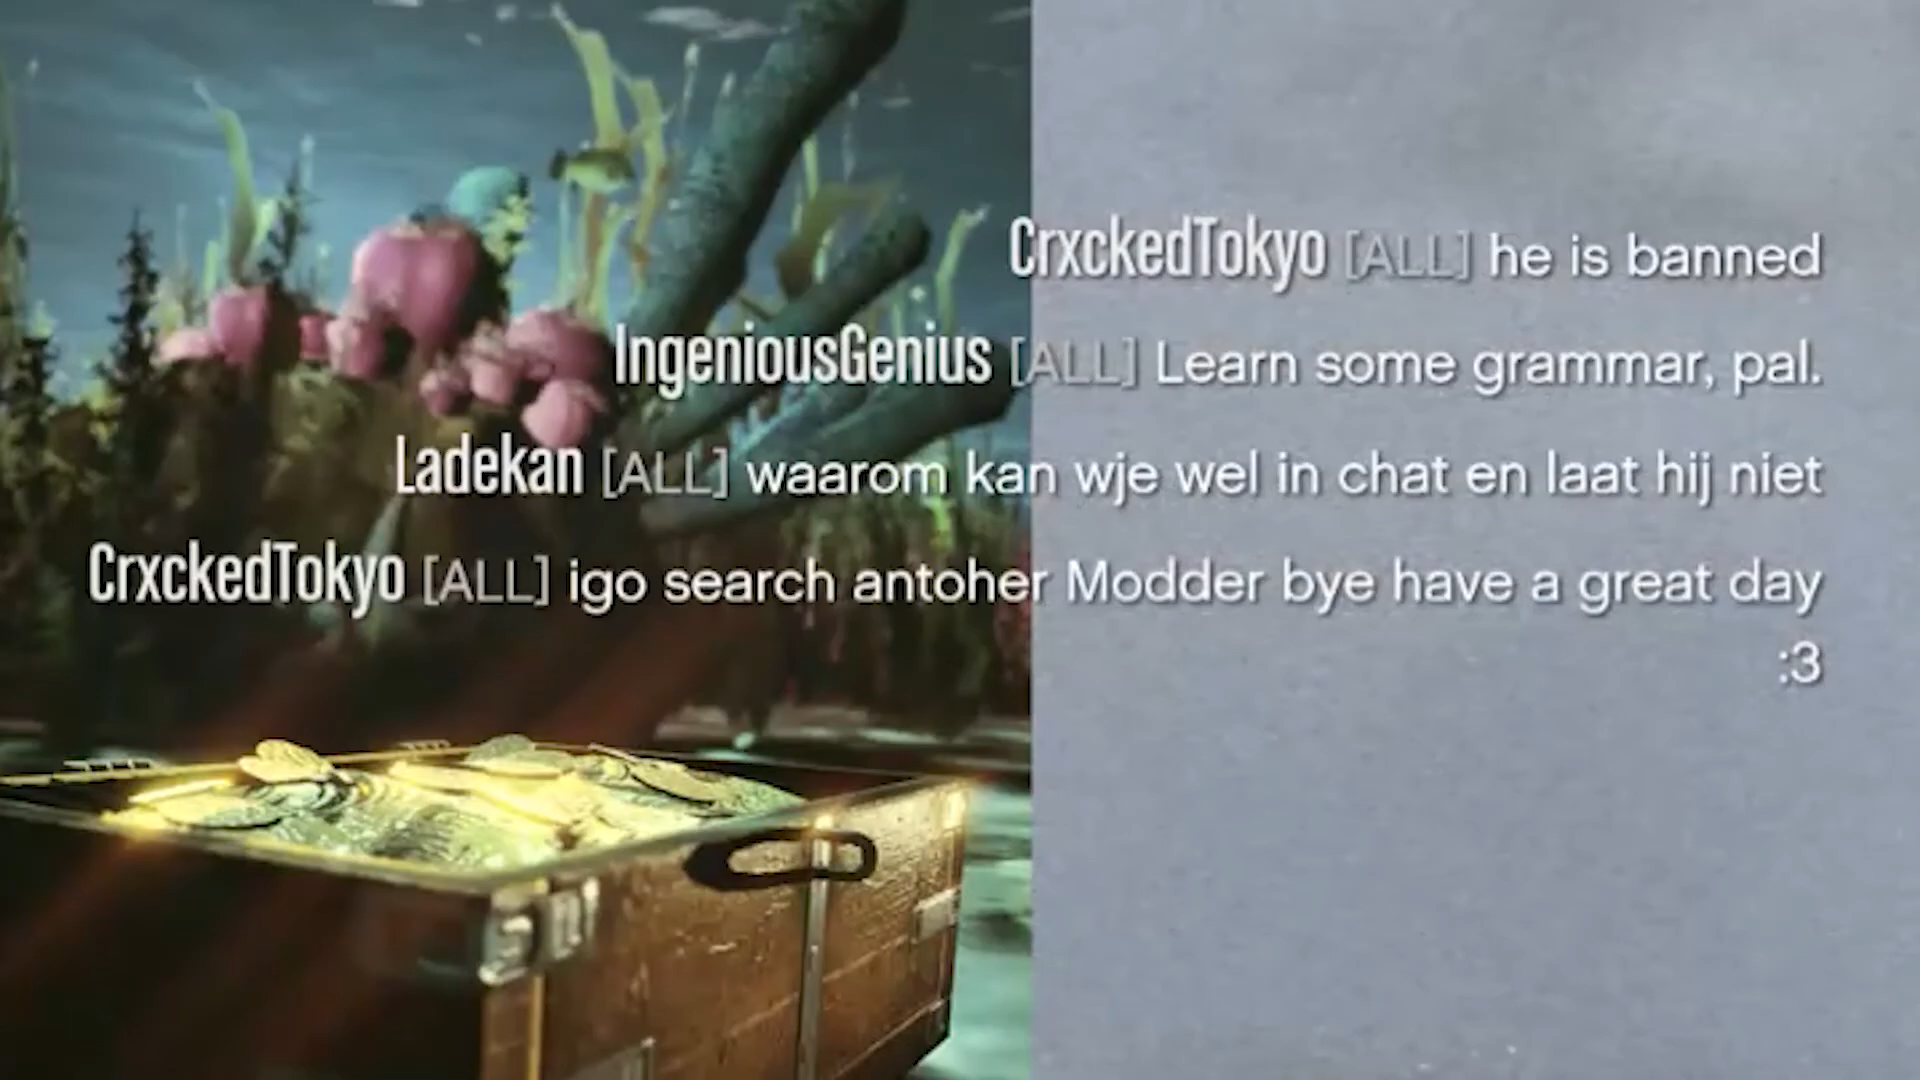 CrxckedTokyo [ALL] he is banned
IngeniousGenius [ALL] Learn some grammar, pal.
Ladekan [ALL] waarom kan wje wel in chat en laat hij niet
CrxckedTokyo [ALL] igo search antoher Modder bye have a great day
:3